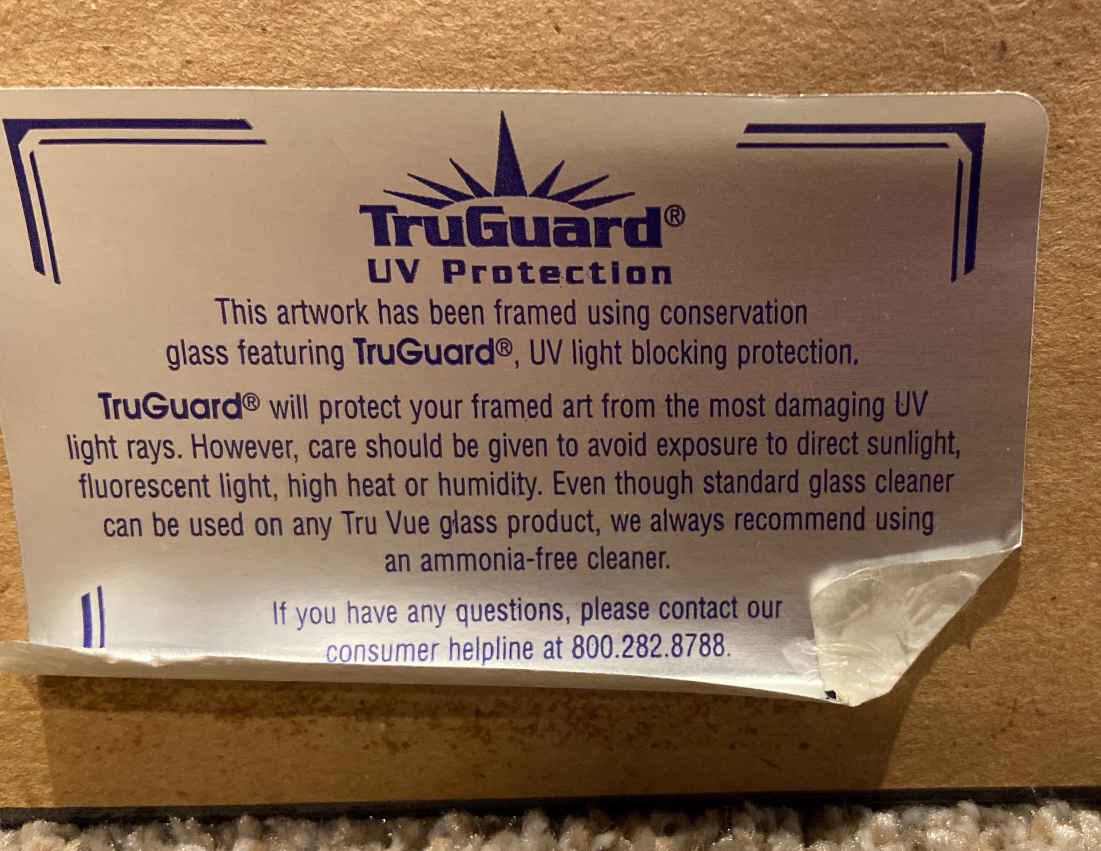 TruGuard®
UV Protection
This artwork has been framed using conservation
glass featuring TruGuard®, UV light blocking protection.
TruGuard® will protect your framed art from the most damaging UV
light rays. However, care should be given to avoid exposure to direct sunlight,
fluorescent light, high heat or humidity. Even though standard glass cleaner
can be used on any Tru Vue glass product, we always recommend using
an ammonia-free cleaner.
If you have any questions, please contact our
consumer helpline at 800.282.8788.